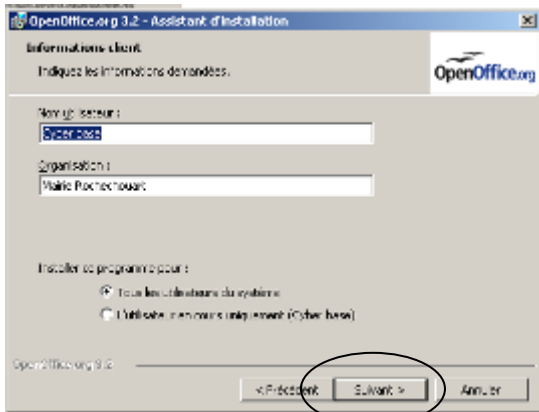 OpenOffice.org 3.2 - Assistant d'installation
Informations client
Indiquez les informations demandées.
OpenOffice.org
Nom utilisateur :
Cyber base
Organisation :
Mairie Rochechouart
Installer ce programme pour :
Tous les utilisateurs du système
L'utilisateur en cours uniquement (Cyber base)
OpenOffice.org 3.2
< Précédent
Suivant >
Annuler